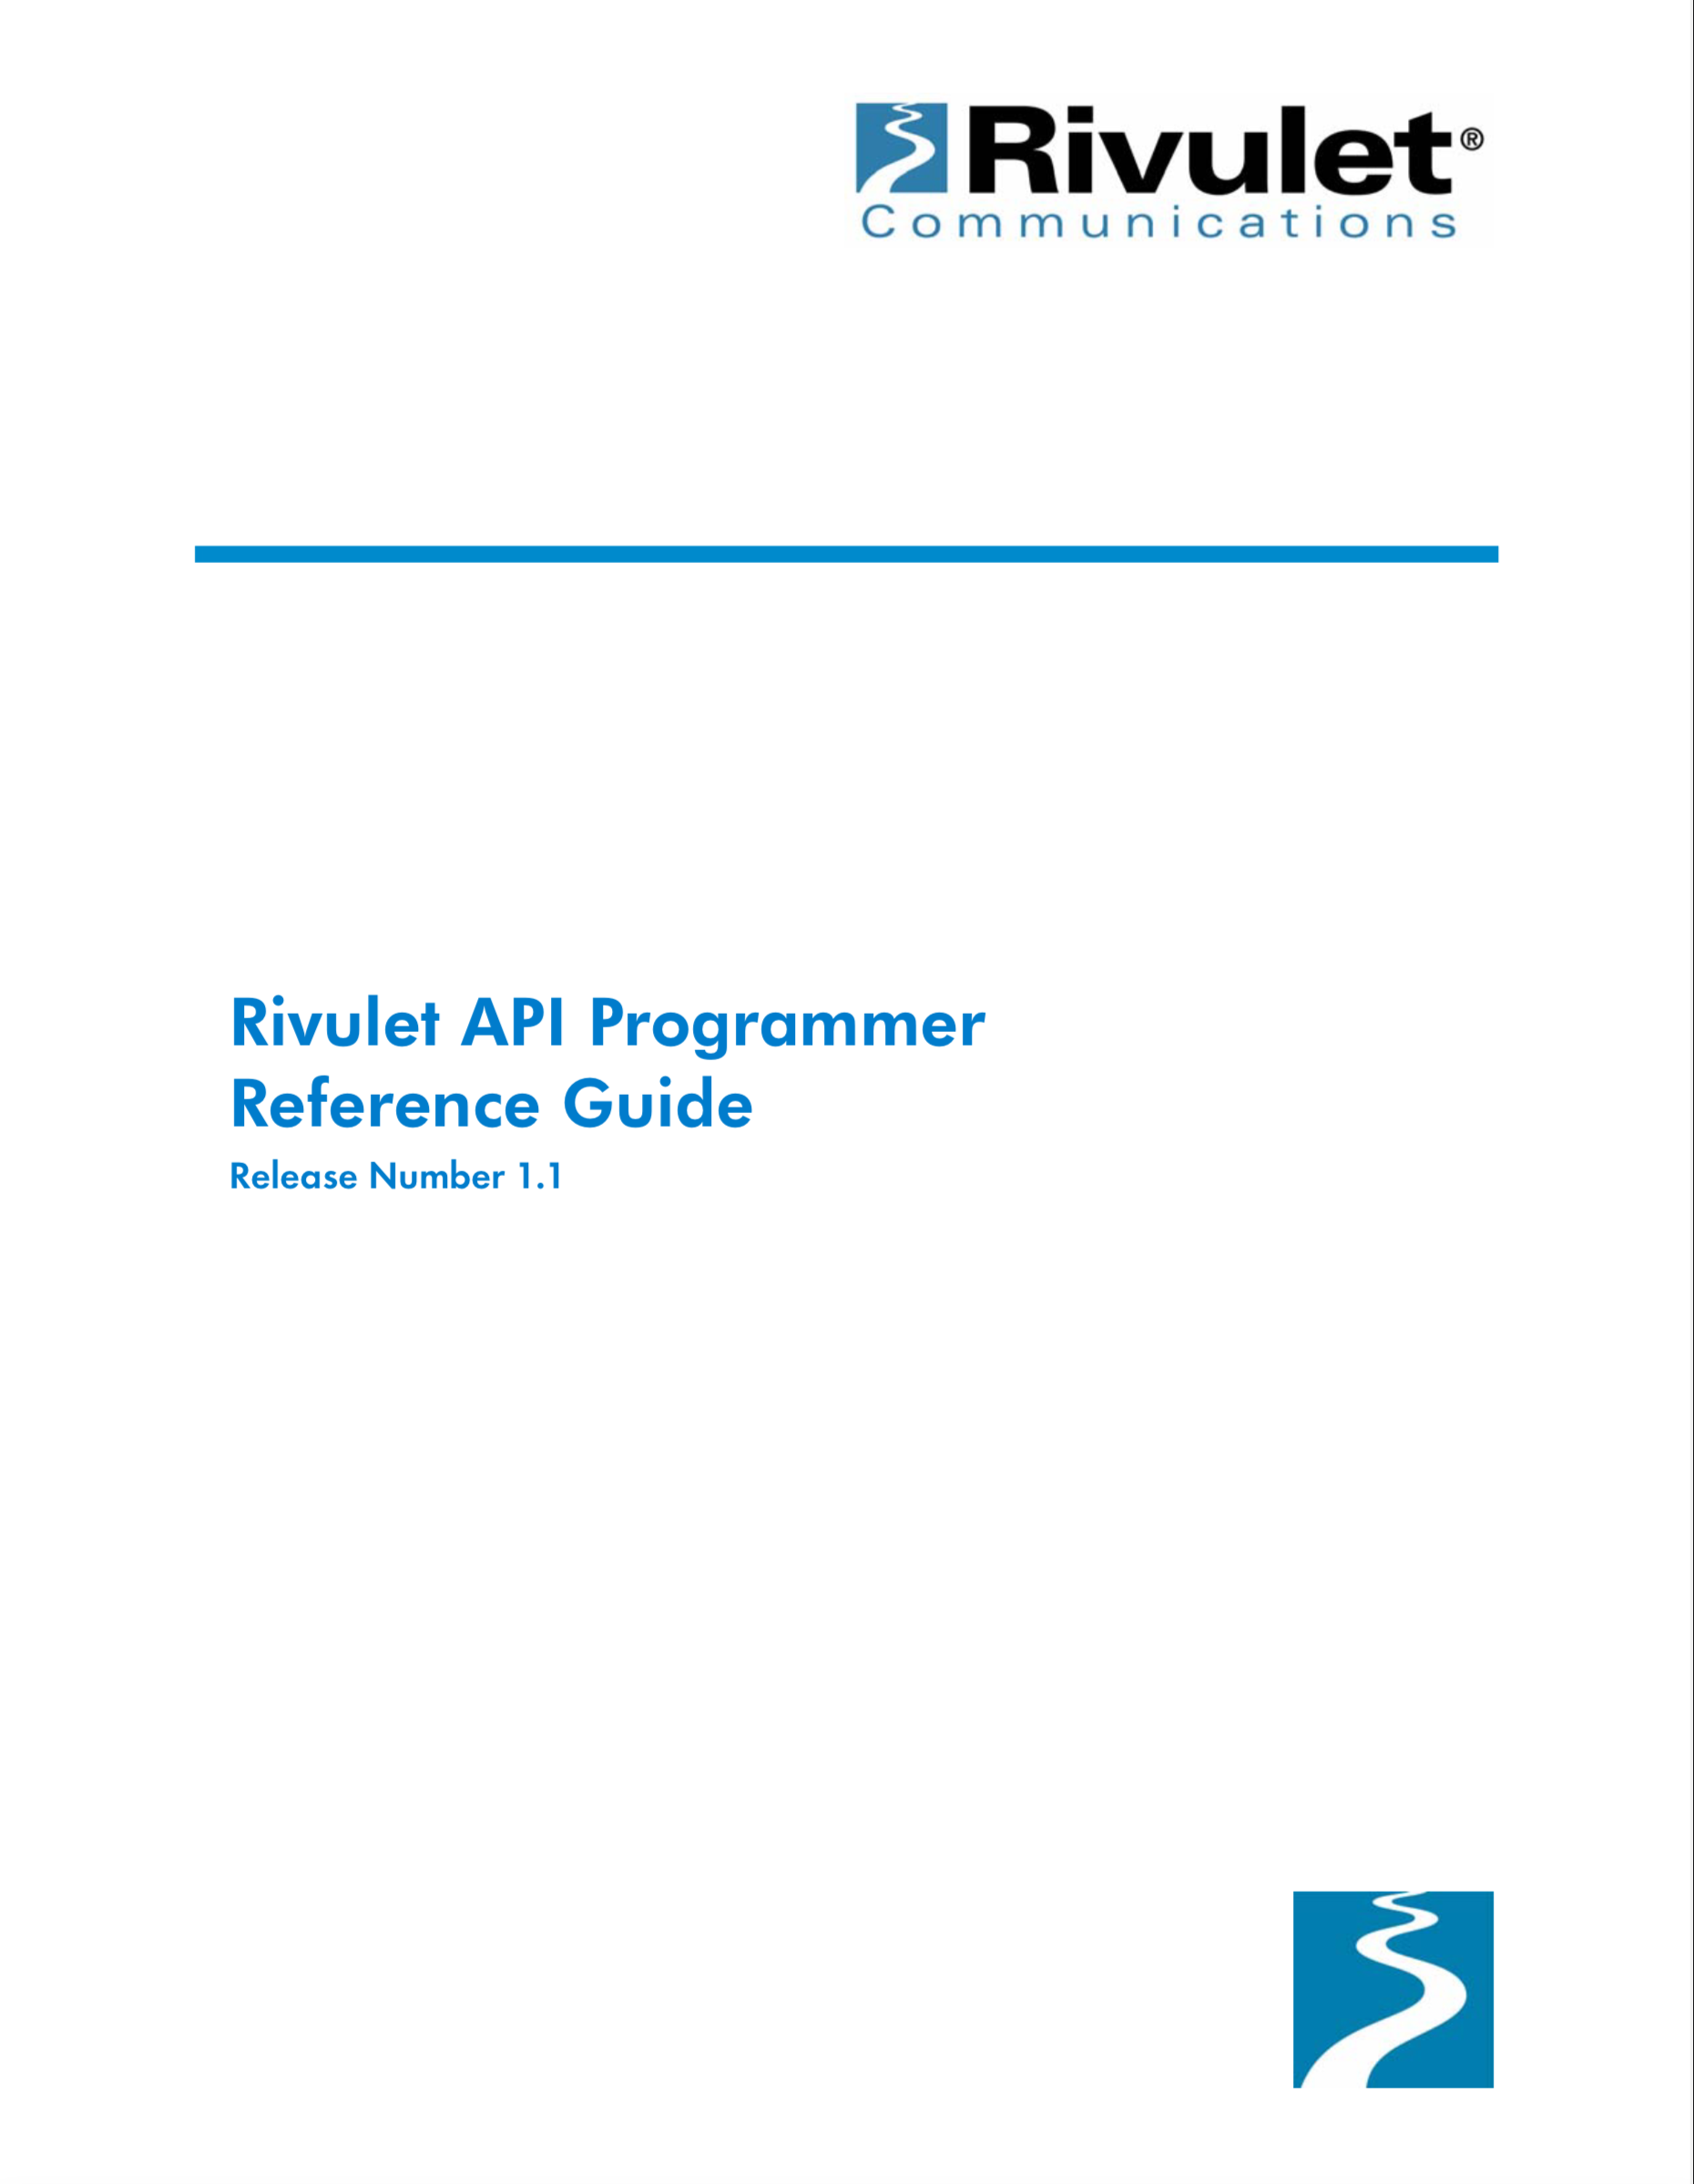 Rivulet®
Communications
Rivulet API Programmer
Reference Guide
Release Number 1.1